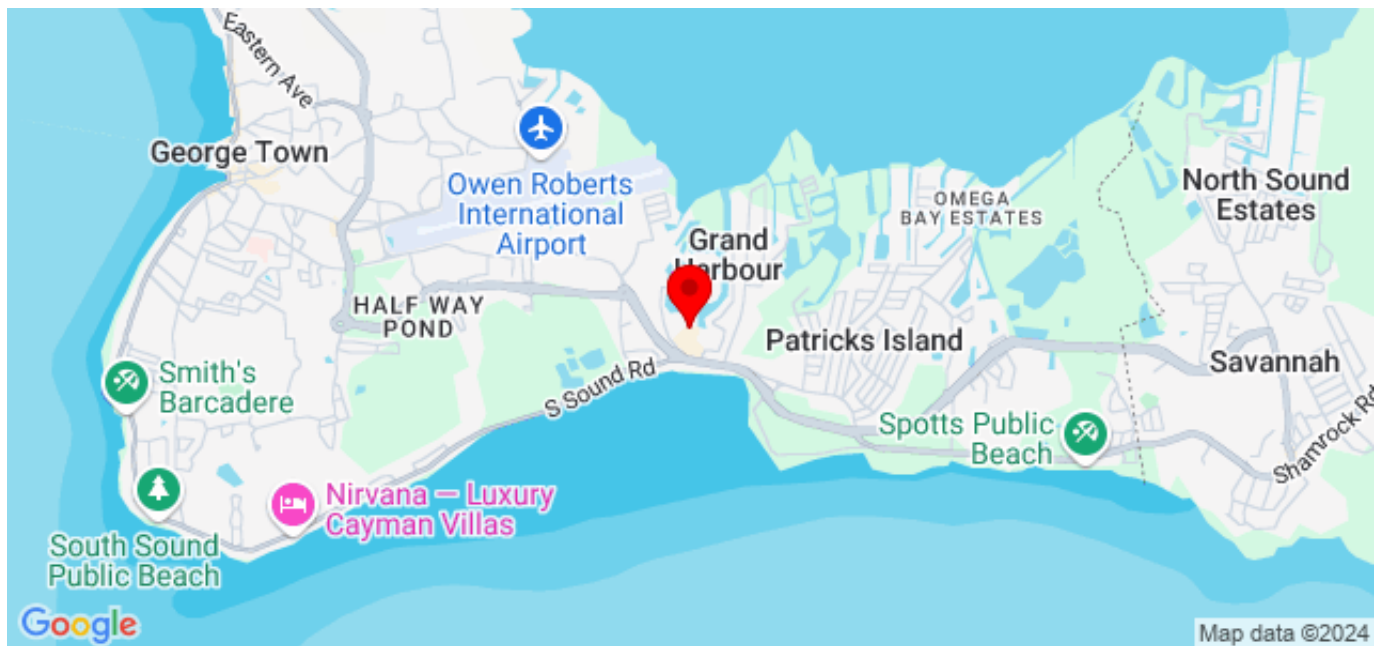 Eastern Ave
George Town
Owen Roberts
International
Airport
North Sound
Estates
OMEGA
BAY ESTATES
Grand
Harbour
HALF WAY
POND
Patricks Island
Savannah
Smith's
Barcadere
S Sound Rd
Spotts Public
Beach
Shamrock Rd
Nirvana — Luxury
Cayman Villas
South Sound
Public Beach
Google
Map data ©2024